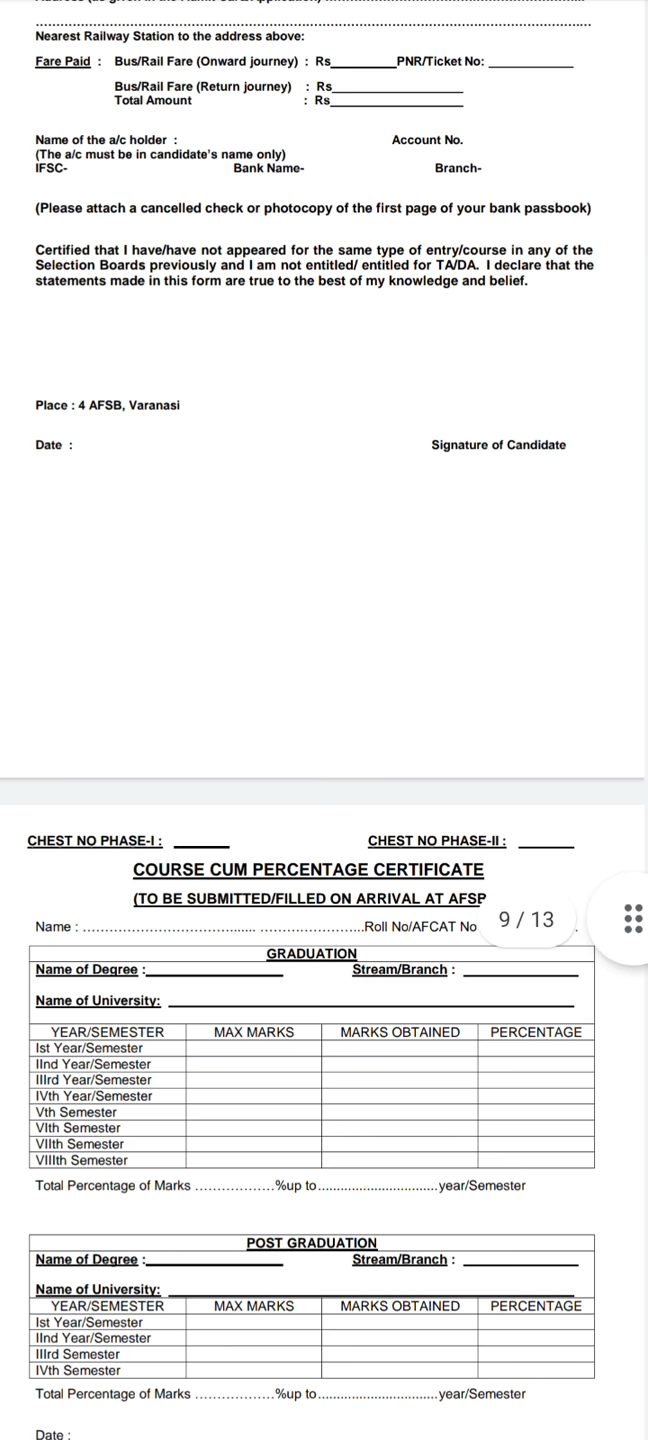 Nearest Railway Station to the address above:
Fare Paid : Bus/Rail Fare (Onward journey) : Rs__________PNR/Ticket No: _____________
Bus/Rail Fare (Return journey) : Rs____________________
Total Amount : Rs____________________
Name of the a/c holder : Account No.
(The a/c must be in candidate's name only)
IFSC- Bank Name- Branch-
(Please attach a cancelled check or photocopy of the first page of your bank passbook)
Certified that I have/have not appeared for the same type of entry/course in any of the
Selection Boards previously and I am not entitled/ entitled for TA/DA. I declare that the
statements made in this form are true to the best of my knowledge and belief.
Place : 4 AFSB, Varanasi
Date : Signature of Candidate
CHEST NO PHASE-I : ________ CHEST NO PHASE-II : ________
COURSE CUM PERCENTAGE CERTIFICATE
(TO BE SUBMITTED/FILLED ON ARRIVAL AT
9 / 13
Name : ................................................Roll No/AFCAT No
GRADUATION
Name of Degree :____________________ Stream/Branch : ________________
Name of University: ____________________________________________________________
YEAR/SEMESTER MAX MARKS MARKS OBTAINED PERCENTAGE
Ist Year/Semester
IInd Year/Semester
IIIrd Year/Semester
IVth Year/Semester
Vth Semester
VIth Semester
VIIth Semester
VIIIth Semester
Total Percentage of Marks ..................%up to................................year/Semester
POST GRADUATION
Name of Degree :____________________ Stream/Branch : ________________
Name of University: ____________________________________________________________
YEAR/SEMESTER MAX MARKS MARKS OBTAINED PERCENTAGE
Ist Year/Semester
IInd Year/Semester
IIIrd Semester
IVth Semester
Total Percentage of Marks ..................%up to................................year/Semester
Date :